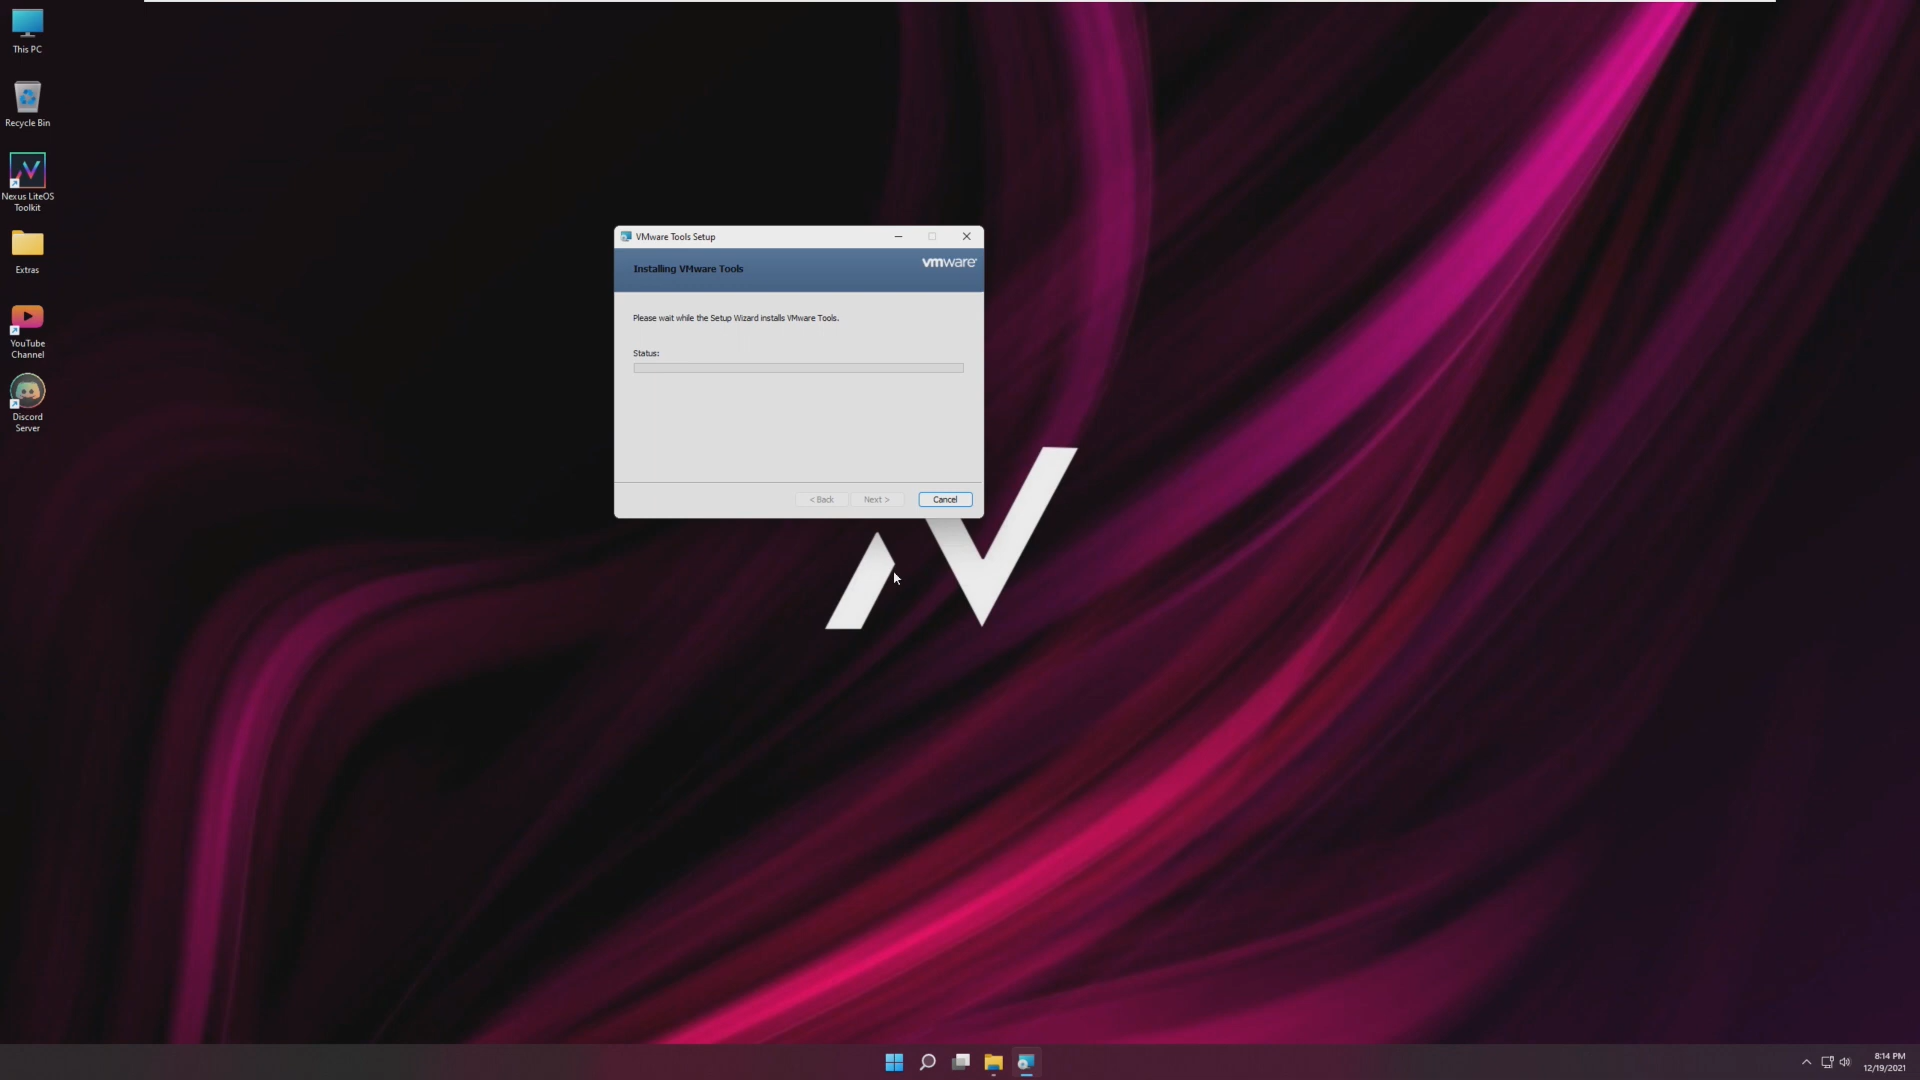 This PC
Recycle Bin
Nexus LiteOS
Toolkit
Extras
YouTube
Channel
Discord
Server
VMware Tools Setup
Installing VMware Tools
vmware
Please wait while the Setup Wizard installs VMware Tools.
Status:
< Back
Next >
Cancel
8:14 PM
12/19/2021